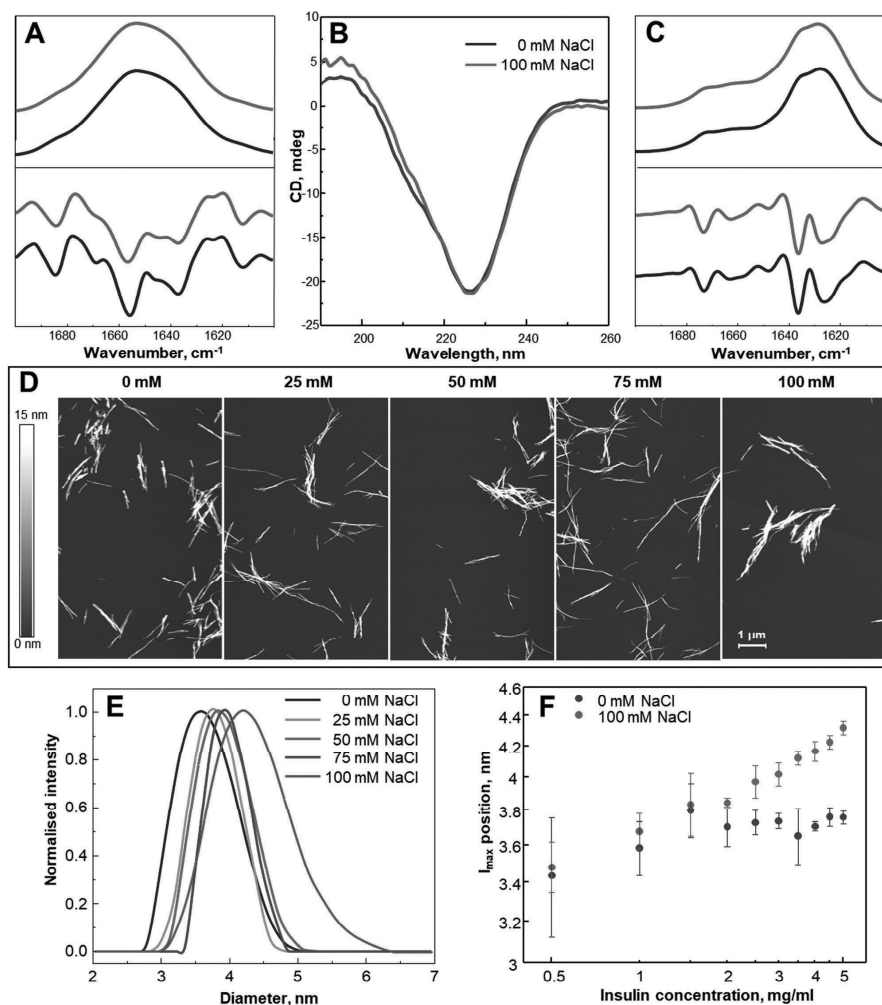 A
1680 1660 1640 1620
Wavenumber, cm⁻¹
B
0 mM NaCl
100 mM NaCl
CD, mdeg
10
5
0
-5
-10
-15
-20
-25
200 220 240 260
Wavelength, nm
C
1680 1660 1640 1620
Wavenumber, cm⁻¹
D
0 mM 25 mM 50 mM 75 mM 100 mM
15 nm
0 nm
1 µm
E
0 mM NaCl
25 mM NaCl
50 mM NaCl
75 mM NaCl
100 mM NaCl
Normalised intensity
1.0
0.8
0.6
0.4
0.2
0.0
2 3 4 5 6 7
Diameter, nm
F
0 mM NaCl
100 mM NaCl
Imax position, nm
4.6
4.4
4.2
4
3.8
3.6
3.4
3.2
3
0.5 1 2 3 4 5
Insulin concentration, mg/ml